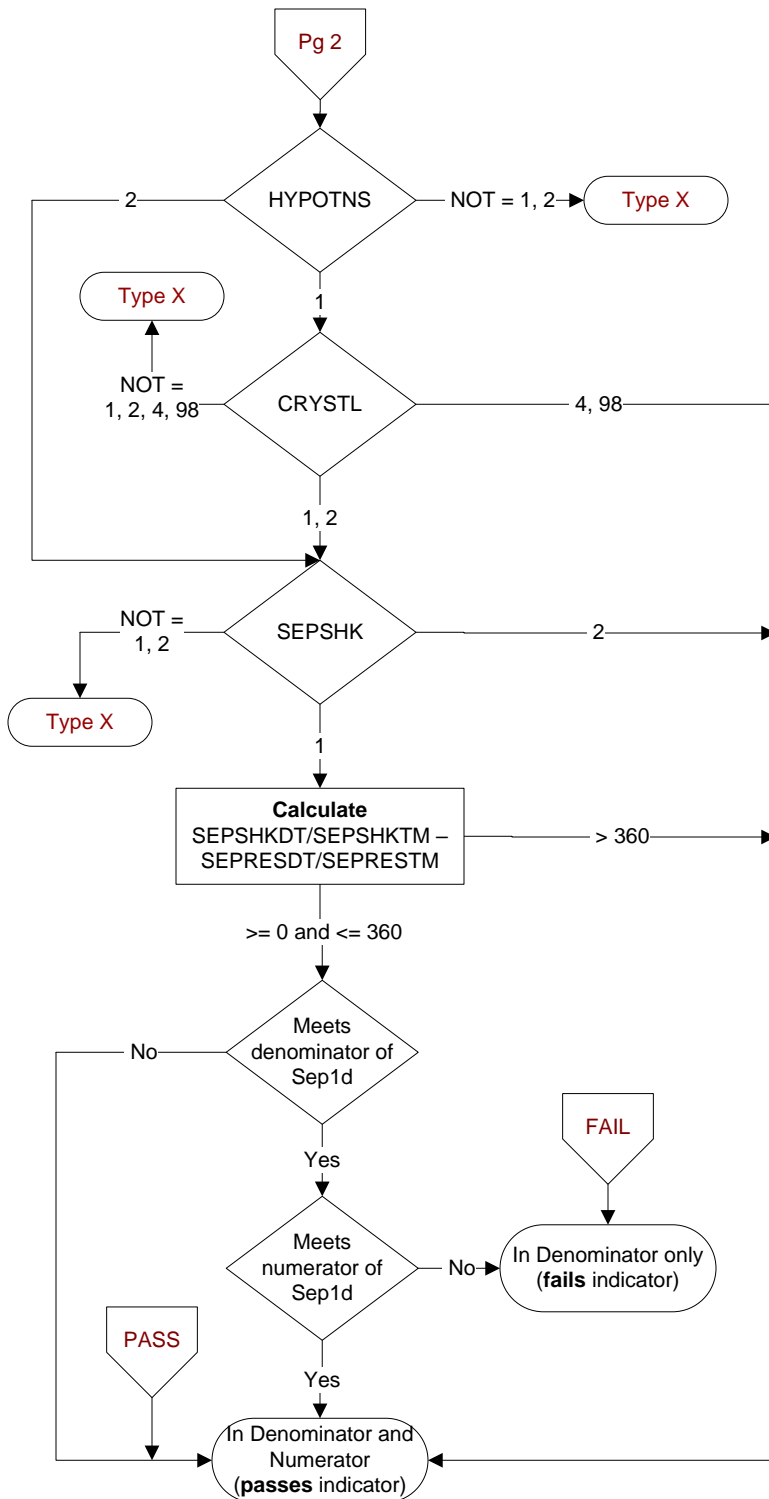 Pg 2
HYPOTNS
2
NOT = 1, 2
Type X
1
Type X
NOT =
1, 2, 4, 98
CRYSTL
4, 98
1, 2
NOT =
1, 2
SEPSHK
2
Type X
1
Calculate
SEPSHKDT/SEPSHKTM –
SEPRESDT/SEPRESTM
> 360
>= 0 and <= 360
Meets
denominator of
Sep1d
No
Yes
FAIL
Meets
numerator of
Sep1d
No
In Denominator only
(fails indicator)
PASS
Yes
In Denominator and
Numerator
(passes indicator)